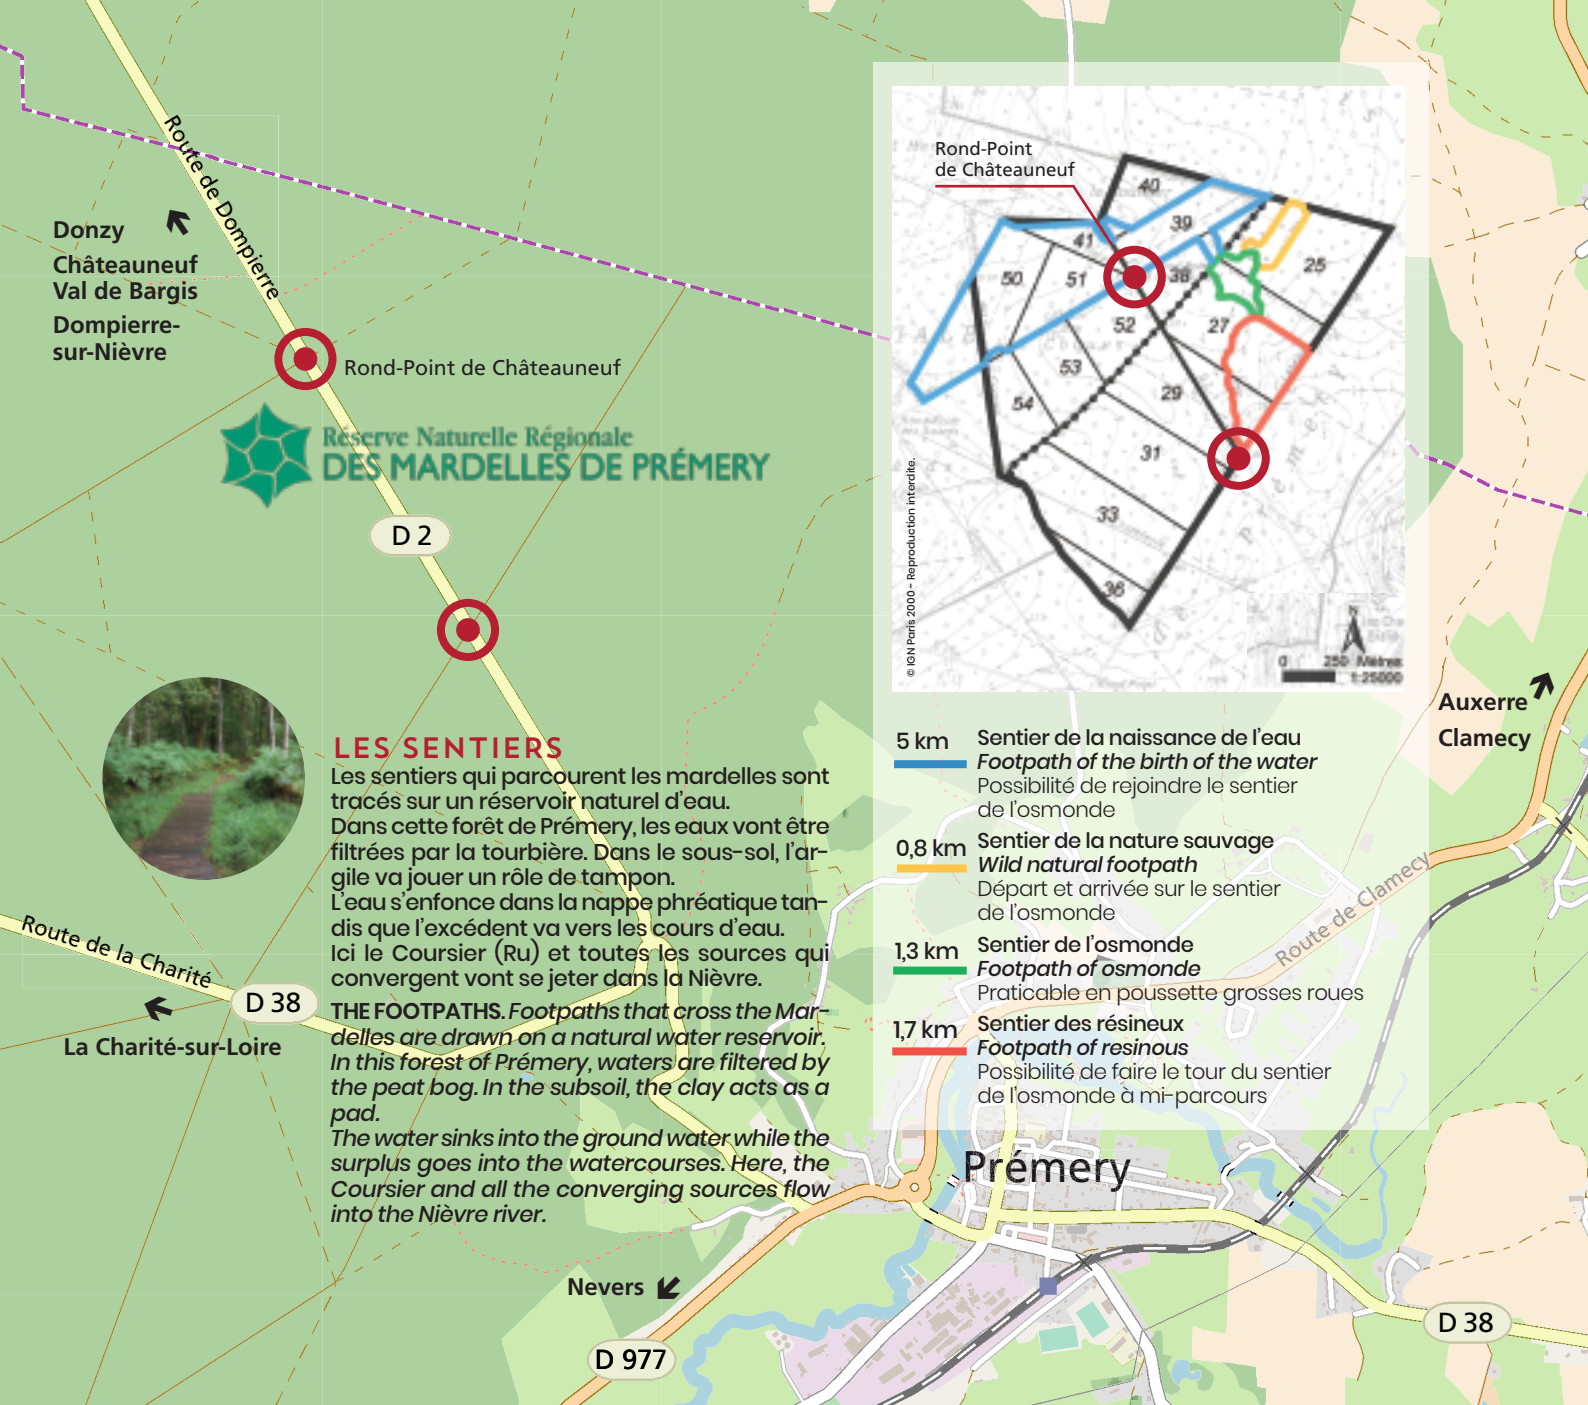 Route de Dompierre
Donzy
Châteauneuf
Val de Bargis
Dompierre-
sur-Nièvre
Rond-Point de Châteauneuf
Réserve Naturelle Régionale
DES MARDELLES DE PRÉMERY
D 2
LES SENTIERS
Les sentiers qui parcourent les mardelles sont
tracés sur un réservoir naturel d'eau.
Dans cette forêt de Prémery, les eaux vont être
filtrées par la tourbière. Dans le sous-sol, l'ar-
gile va jouer un rôle de tampon.
L'eau s'enfonce dans la nappe phréatique tan-
dis que l'excédent va vers les cours d'eau.
Ici le Coursier (Ru) et toutes les sources qui
convergent vont se jeter dans la Nièvre.
THE FOOTPATHS. Footpaths that cross the Mar-
delles are drawn on a natural water reservoir.
In this forest of Prémery, waters are filtered by
the peat bog. In the subsoil, the clay acts as a
pad.
The water sinks into the ground water while the
surplus goes into the watercourses. Here, the
Coursier and all the converging sources flow
into the Nièvre river.
Route de la Charité
D 38
La Charité-sur-Loire
Nevers
D 977
Rond-Point
de Châteauneuf
40
39
41
38
25
50
51
52
27
53
29
54
31
33
36
Prémery
© IGN Paris 2000 - Reproduction interdite.
N
0 250 Mètres
1:25000
5 km
Sentier de la naissance de l'eau
Footpath of the birth of the water
Possibilité de rejoindre le sentier
de l'osmonde
0,8 km
Sentier de la nature sauvage
Wild natural footpath
Départ et arrivée sur le sentier
de l'osmonde
1,3 km
Sentier de l'osmonde
Footpath of osmonde
Praticable en poussette grosses roues
1,7 km
Sentier des résineux
Footpath of resinous
Possibilité de faire le tour du sentier
de l'osmonde à mi-parcours
Auxerre
Clamecy
Route de Clamecy
Prémery
D 38